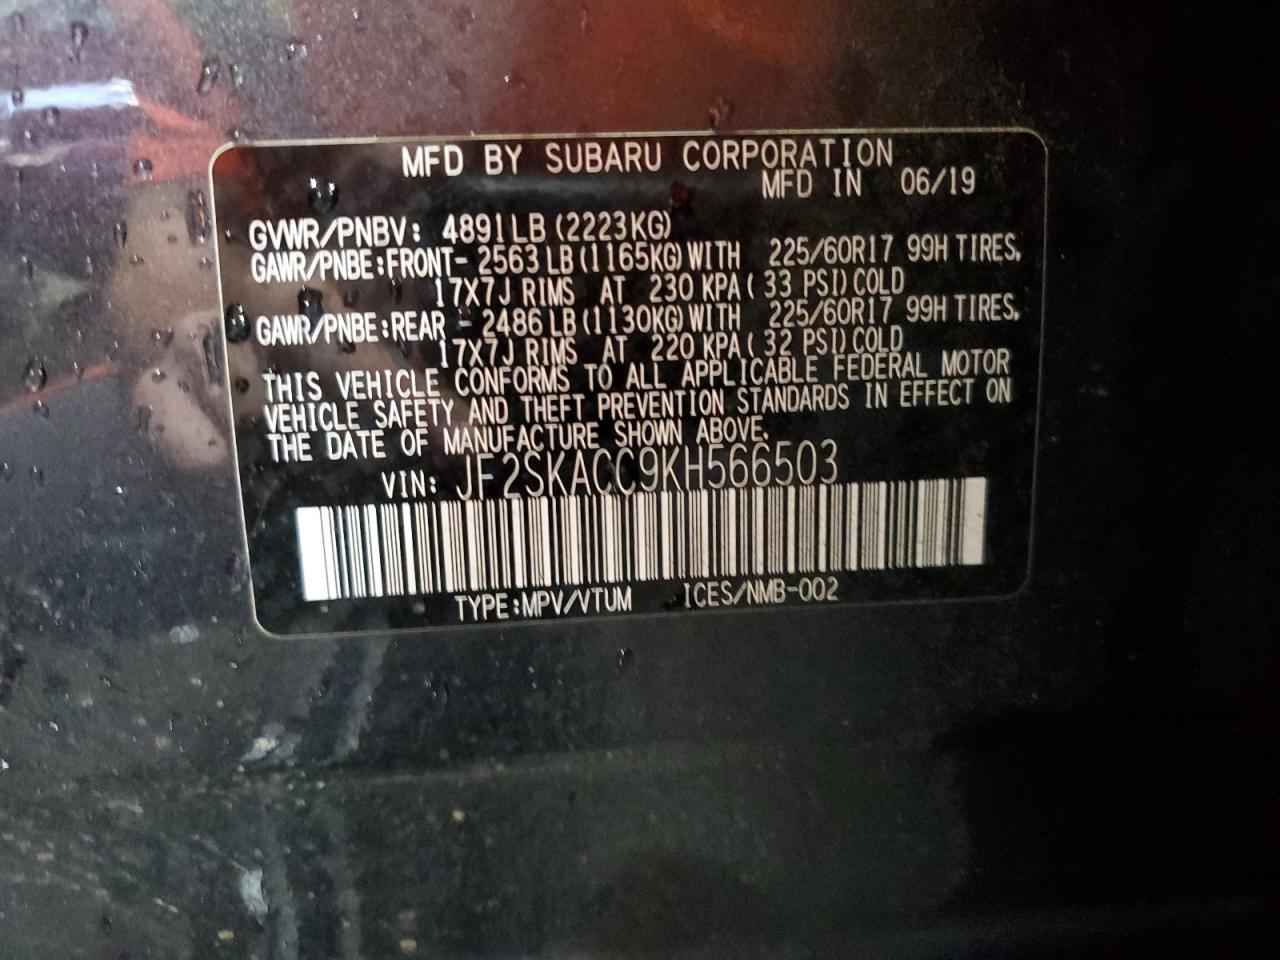 MFD BY SUBARU CORPORATION
MFD IN 06/19
GVWR/PNBV: 4891LB (2223KG)
GAWR/PNBE:FRONT- 2563 LB (1165KG) WITH 225/60R17 99H TIRES,
17X7J RIMS AT 230 KPA ( 33 PSI) COLD
GAWR/PNBE:REAR - 2486 LB (1130KG) WITH 225/60R17 99H TIRES,
17X7J RIMS AT 220 KPA ( 32 PSI) COLD
THIS VEHICLE CONFORMS TO ALL APPLICABLE FEDERAL MOTOR
VEHICLE SAFETY AND THEFT PREVENTION STANDARDS IN EFFECT ON
THE DATE OF MANUFACTURE SHOWN ABOVE.
VIN: JF2SKACC9KH566503
TYPE:MPV/VTUM ICES/NMB-002